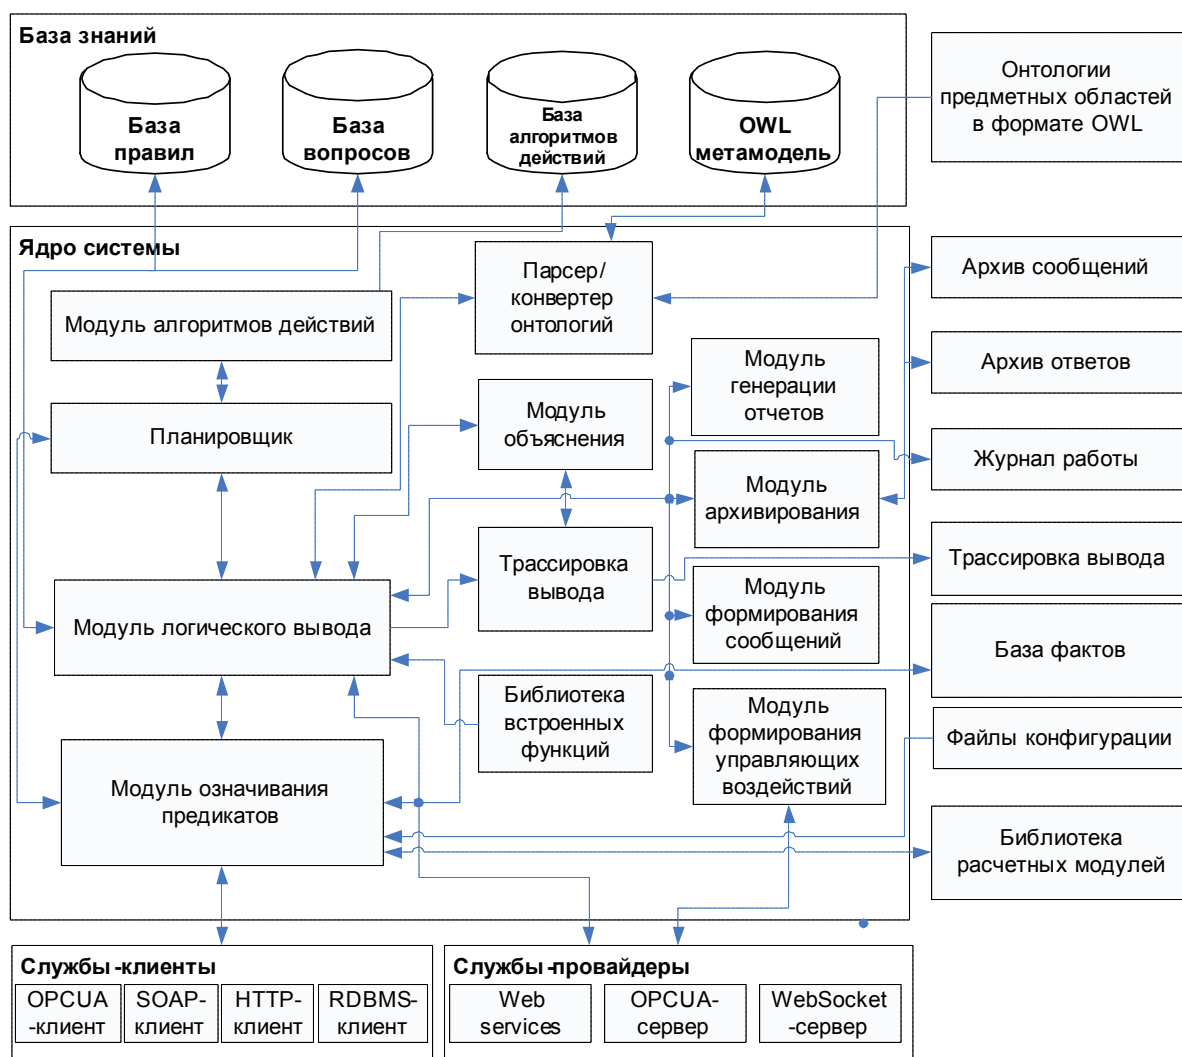 База знаний
База
правил
База
вопросов
База
алгоритмов
действий
OWL
метамодель
Онтологии
предметных областей
в формате OWL
Ядро системы
Модуль алгоритмов действий
Планировщик
Модуль логического вывода
Модуль означивания
предикатов
Парсер/
конвертер
онтологий
Модуль
объяснения
Трассировка
вывода
Библиотека
встроенных
функций
Модуль
генерации
отчетов
Модуль
архивирования
Модуль
формирования
сообщений
Модуль
формирования
управляющих
воздействий
Архив сообщений
Архив ответов
Журнал работы
Трассировка вывода
База фактов
Файлы конфигурации
Библиотека
расчетных модулей
Службы-клиенты
OPCUA
-клиент
SOAP-
клиент
HTTP-
клиент
RDBMS-
клиент
Службы-провайдеры
Web
services
OPCUA-
сервер
WebSocket
-сервер